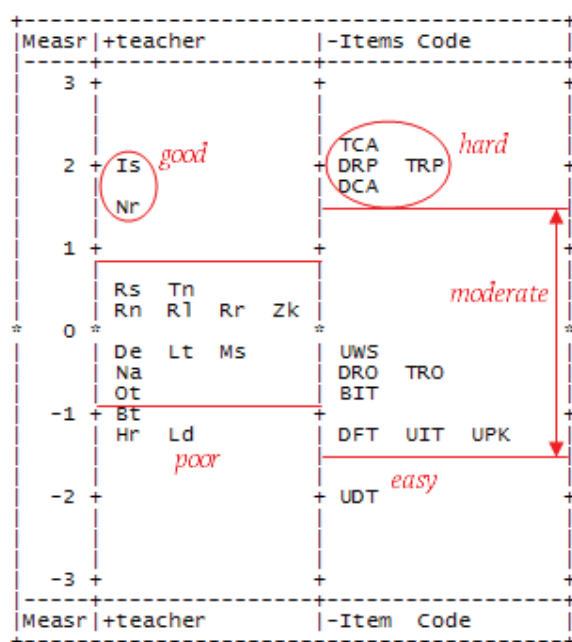 |Measr|+teacher |-Items Code |
3
TCA
good hard
2 Is DRP TRP
DCA
Nr
1
Rs Tn
moderate
Rn Rl Rr Zk
* 0 * * *
De Lt Ms UWS
Na DRO TRO
Ot BIT
-1 Bt
Hr Ld DFT UIT UPK
poor
easy
-2 UDT
-3
|Measr|+teacher |-Item Code |